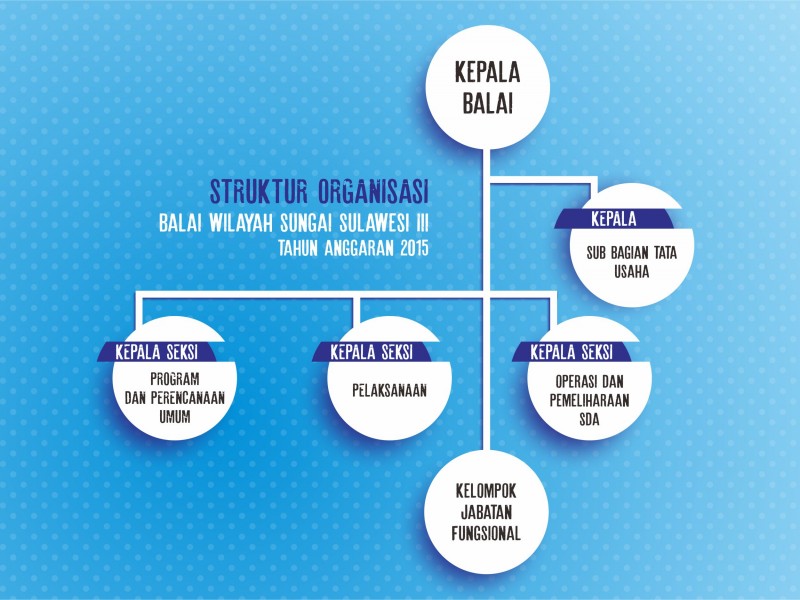 KEPALA
BALAI
STRUKTUR ORGANISASI
BALAI WILAYAH SUNGAI SULAWESI III
TAHUN ANGGARAN 2015
KEPALA
SUB BAGIAN TATA
USAHA
KEPALA SEKSI
PROGRAM
DAN PERENCANAAN
UMUM
KEPALA SEKSI
PELAKSANAAN
KEPALA SEKSI
OPERASI DAN
PEMELIHARAAN
SDA
KELOMPOK
JABATAN
FUNGSIONAL